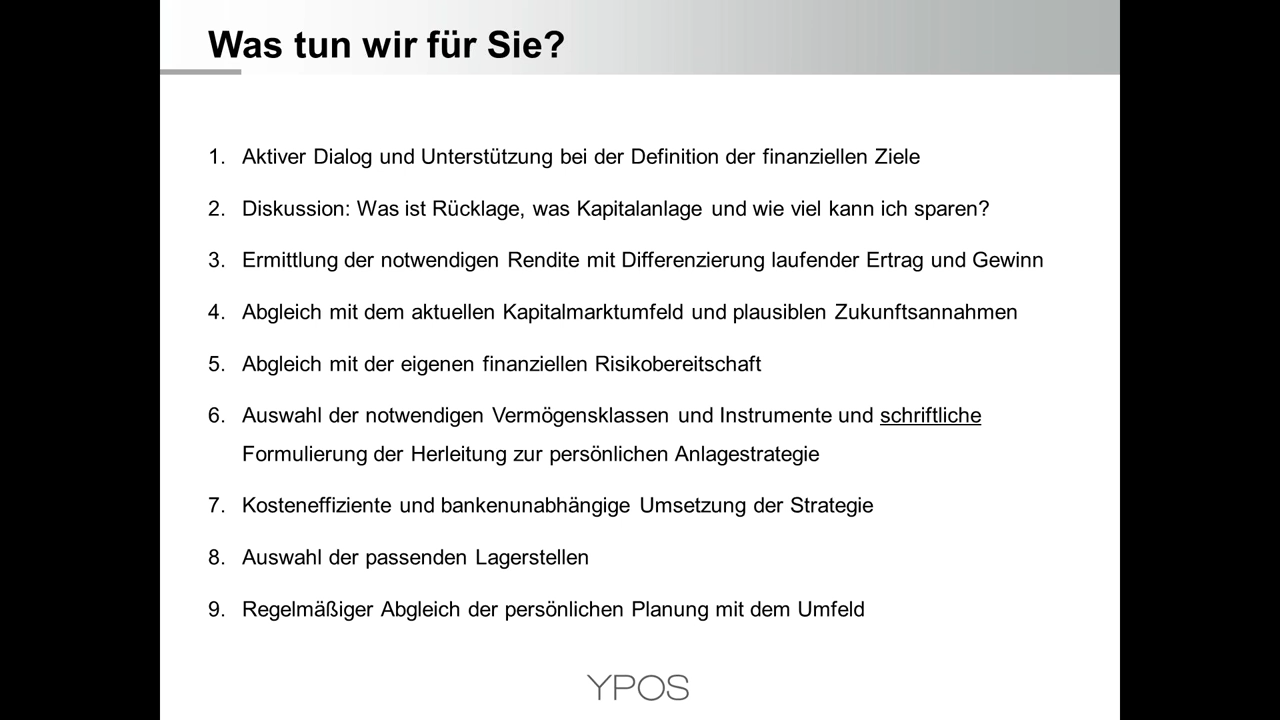 Was tun wir für Sie?
1. Aktiver Dialog und Unterstützung bei der Definition der finanziellen Ziele
2. Diskussion: Was ist Rücklage, was Kapitalanlage und wie viel kann ich sparen?
3. Ermittlung der notwendigen Rendite mit Differenzierung laufender Ertrag und Gewinn
4. Abgleich mit dem aktuellen Kapitalmarktumfeld und plausiblen Zukunftsannahmen
5. Abgleich mit der eigenen finanziellen Risikobereitschaft
6. Auswahl der notwendigen Vermögensklassen und Instrumente und schriftliche
Formulierung der Herleitung zur persönlichen Anlagestrategie
7. Kosteneffiziente und bankenunabhängige Umsetzung der Strategie
8. Auswahl der passenden Lagerstellen
9. Regelmäßiger Abgleich der persönlichen Planung mit dem Umfeld
YPOS